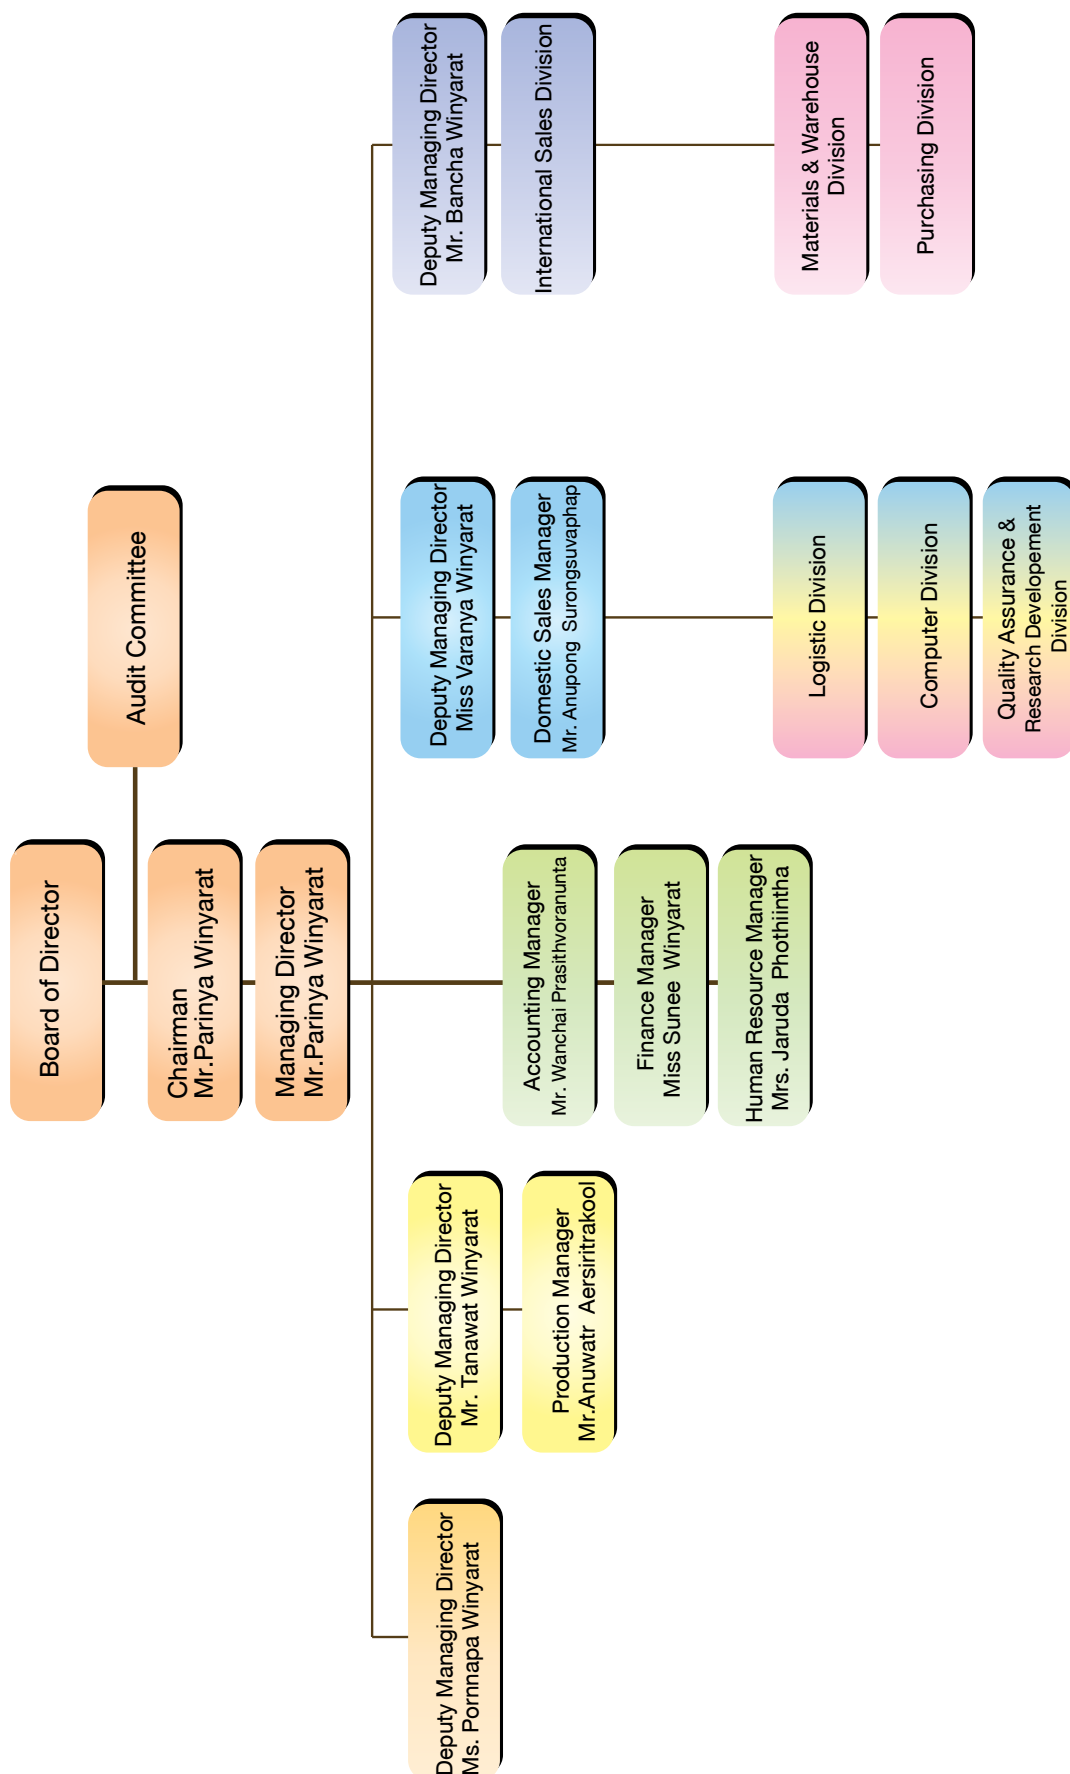 Board of Director
Audit Committee
Chairman
Mr.Parinya Winyarat
Managing Director
Mr.Parinya Winyarat
Deputy Managing Director
Ms. Pornnapa Winyarat
Deputy Managing Director
Mr. Tanawat Winyarat
Production Manager
Mr.Anuwatr Aersiritrakool
Accounting Manager
Mr. Wanchai Prasithvoranunta
Finance Manager
Miss Sunee Winyarat
Human Resource Manager
Mrs. Jaruda Phothiintha
Deputy Managing Director
Miss Varanya Winyarat
Domestic Sales Manager
Mr. Anupong Surongsuvaphap
Logistic Division
Computer Division
Quality Assurance &
Research Developement
Division
Deputy Managing Director
Mr. Bancha Winyarat
International Sales Division
Materials & Warehouse
Division
Purchasing Division